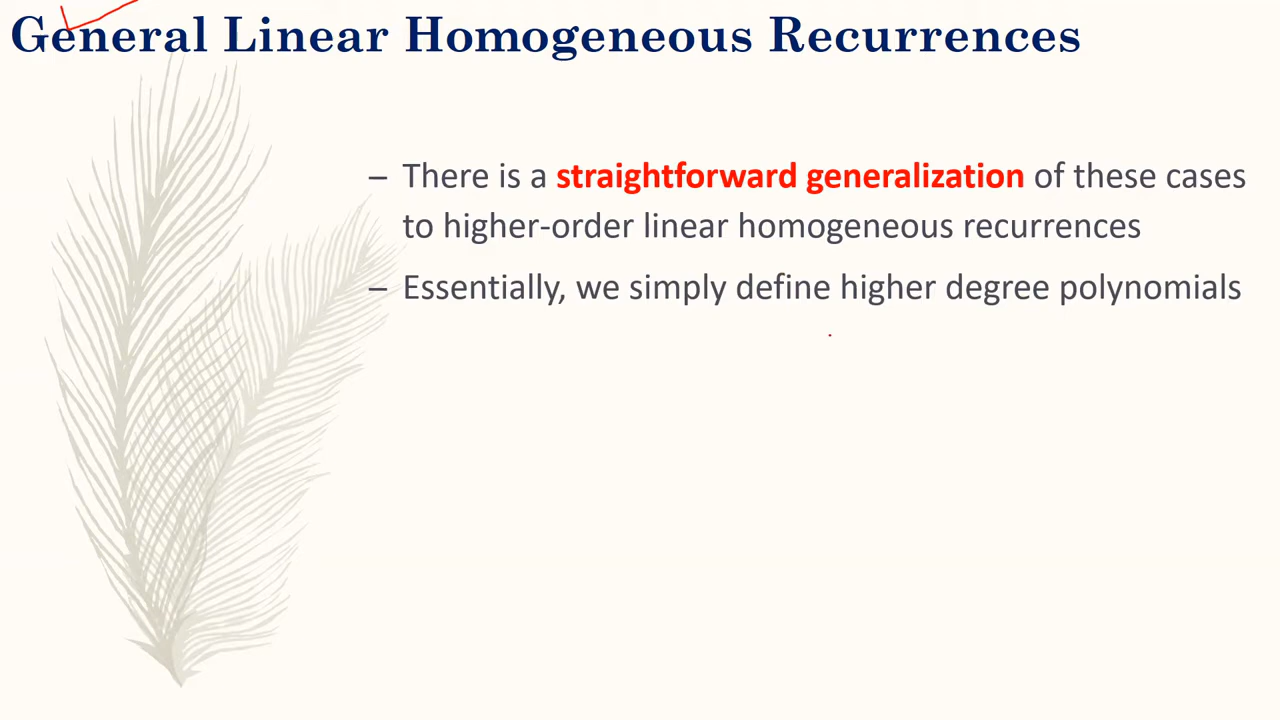 General Linear Homogeneous Recurrences
– There is a straightforward generalization of these cases
to higher-order linear homogeneous recurrences
– Essentially, we simply define higher degree polynomials